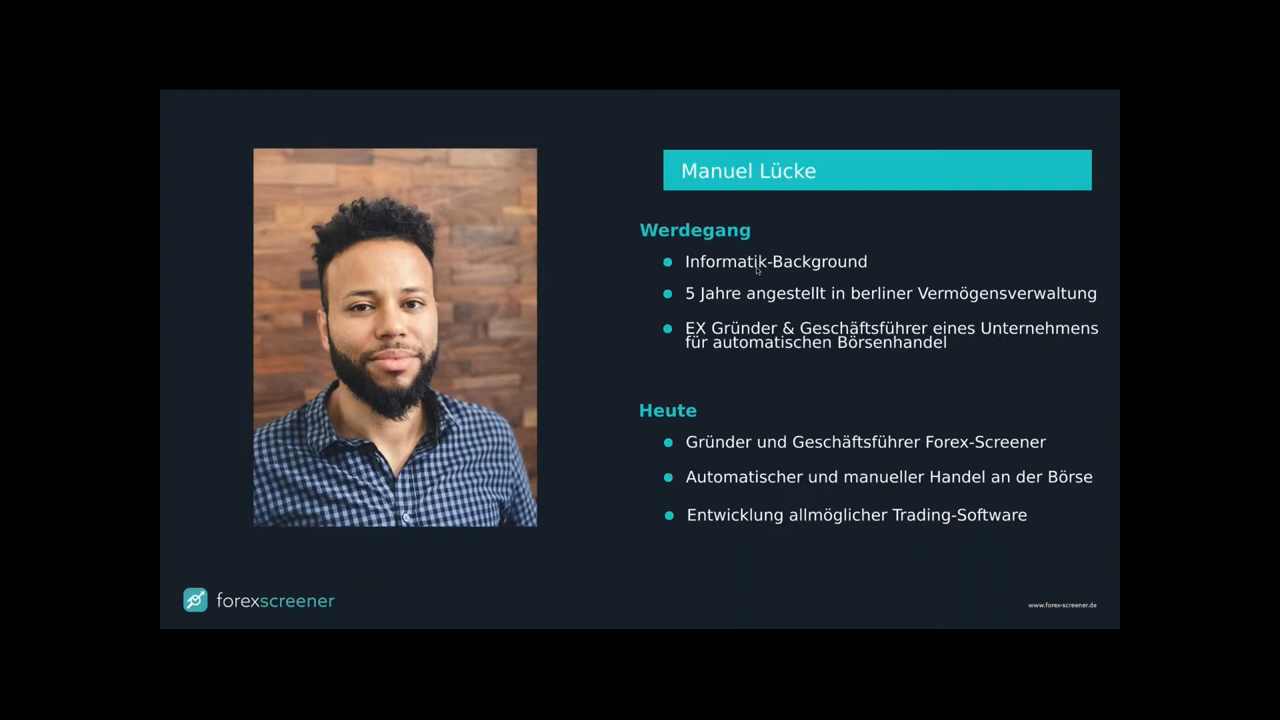 Manuel Lücke
Werdegang
Informatik-Background
5 Jahre angestellt in berliner Vermögensverwaltung
EX Gründer & Geschäftsführer eines Unternehmens
für automatischen Börsenhandel
Heute
Gründer und Geschäftsführer Forex-Screener
Automatischer und manueller Handel an der Börse
Entwicklung allmöglicher Trading-Software
forexscreener
www.forex-screener.de